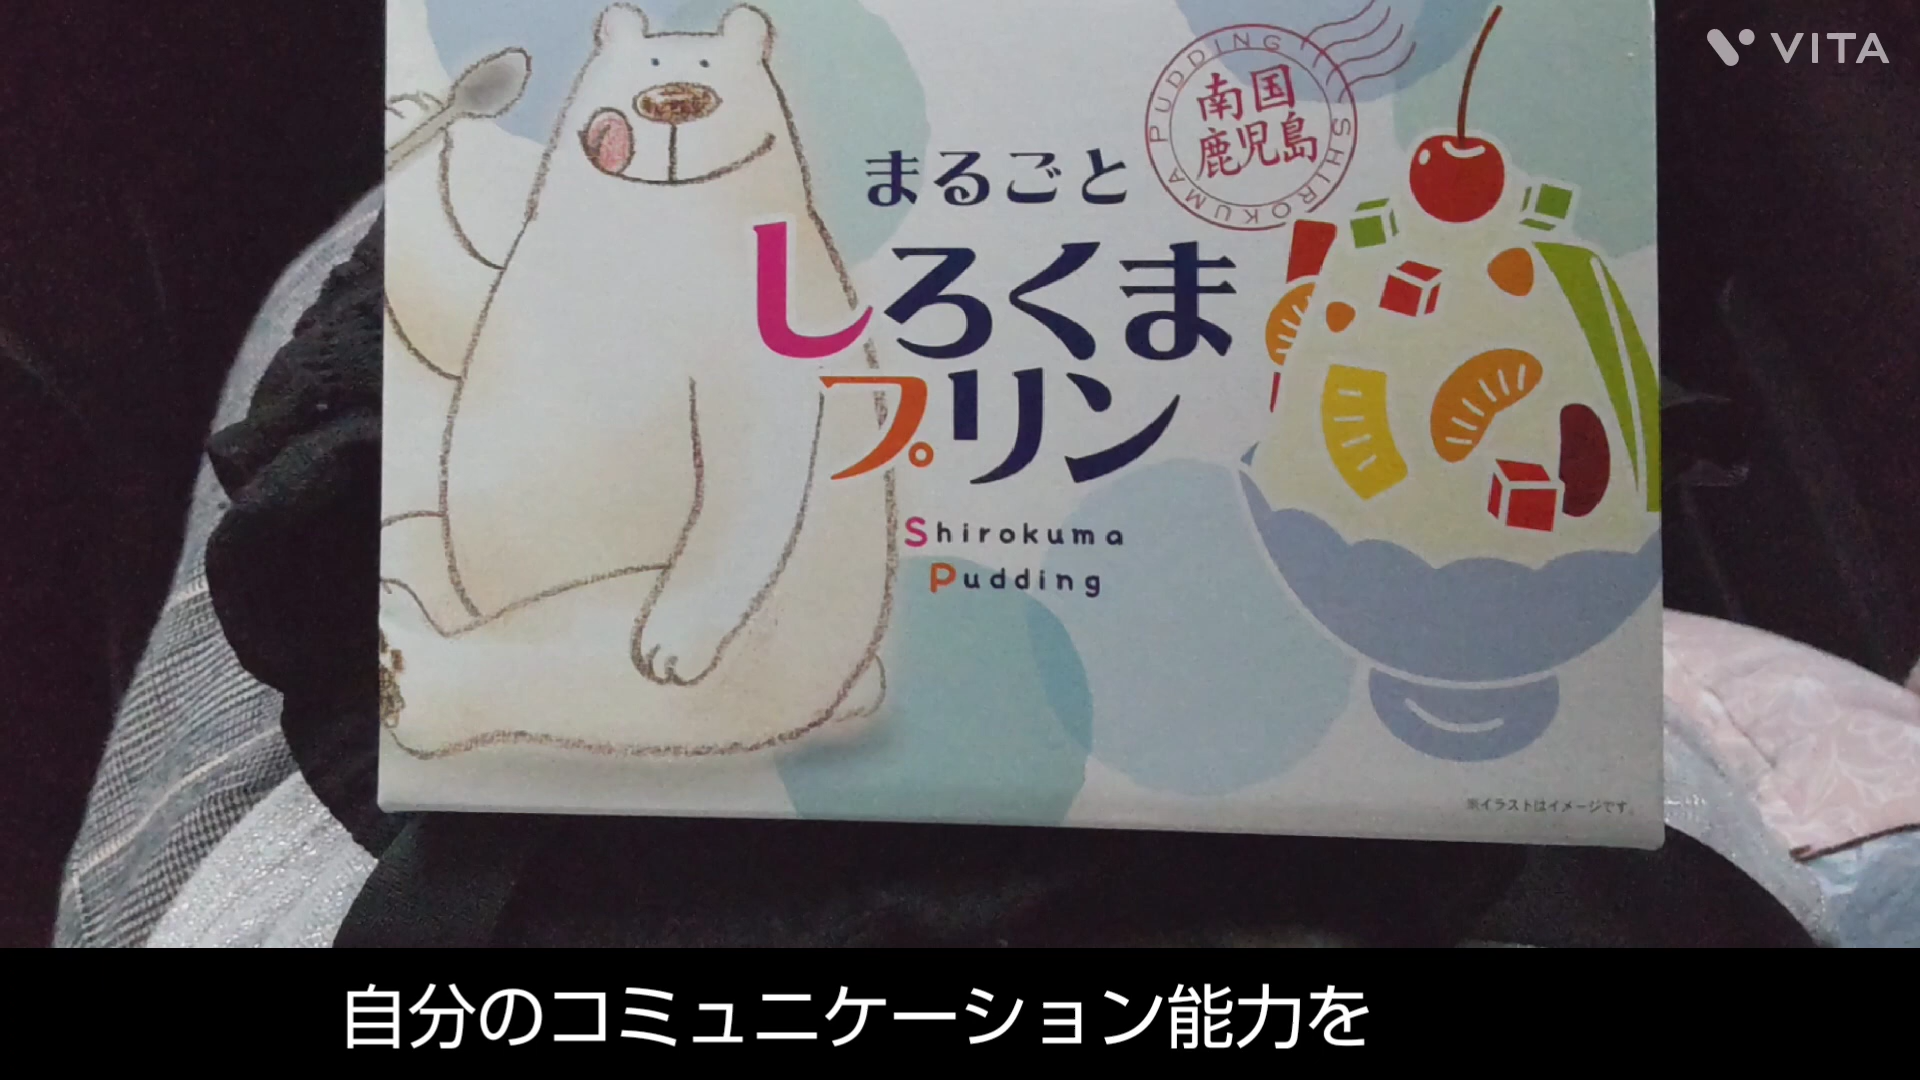 VITA
PUDDING SHIROKUMA
南国
鹿児島
まるごと
しろくま
プリン
Shirokuma
Pudding
※イラストはイメージです。
自分のコミュニケーション能力を